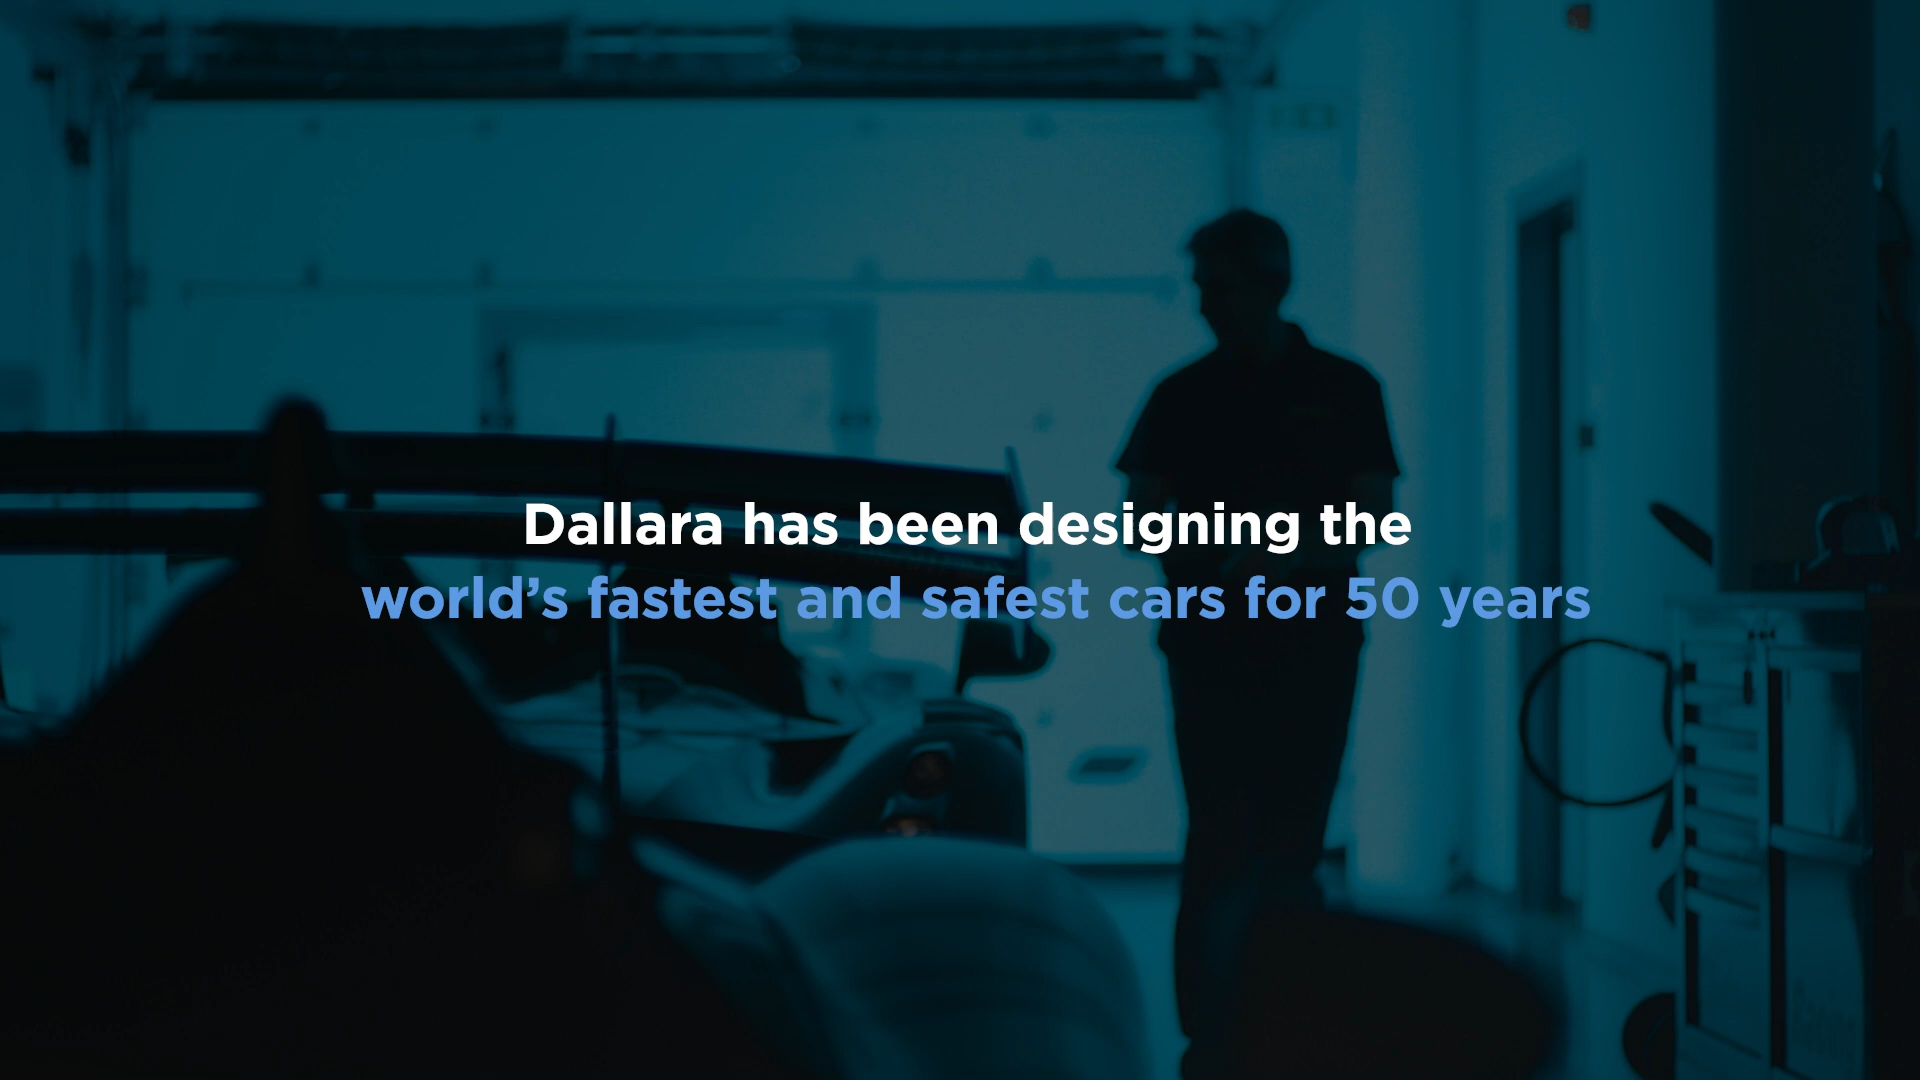 Dallara has been designing the
world’s fastest and safest cars for 50 years